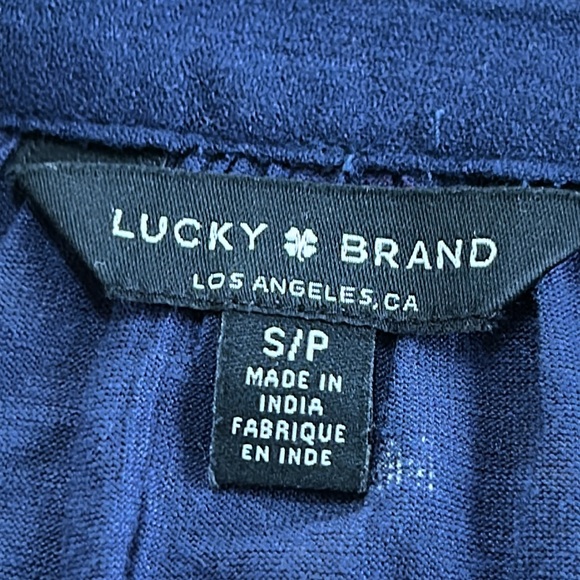 LUCKY BRAND
LOS ANGELES, CA
S/P
MADE IN
INDIA
FABRIQUE
EN INDE